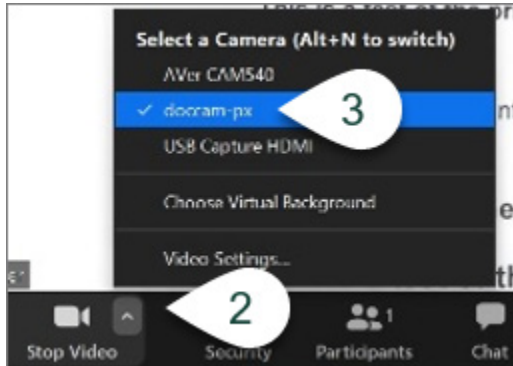 Select a Camera (Alt+N to switch)
AVer CAM540
✓ doccam-px
3
USB Capture HDMI
Choose Virtual Background
Video Settings...
2
1
Stop Video
Security
Participants
Chat